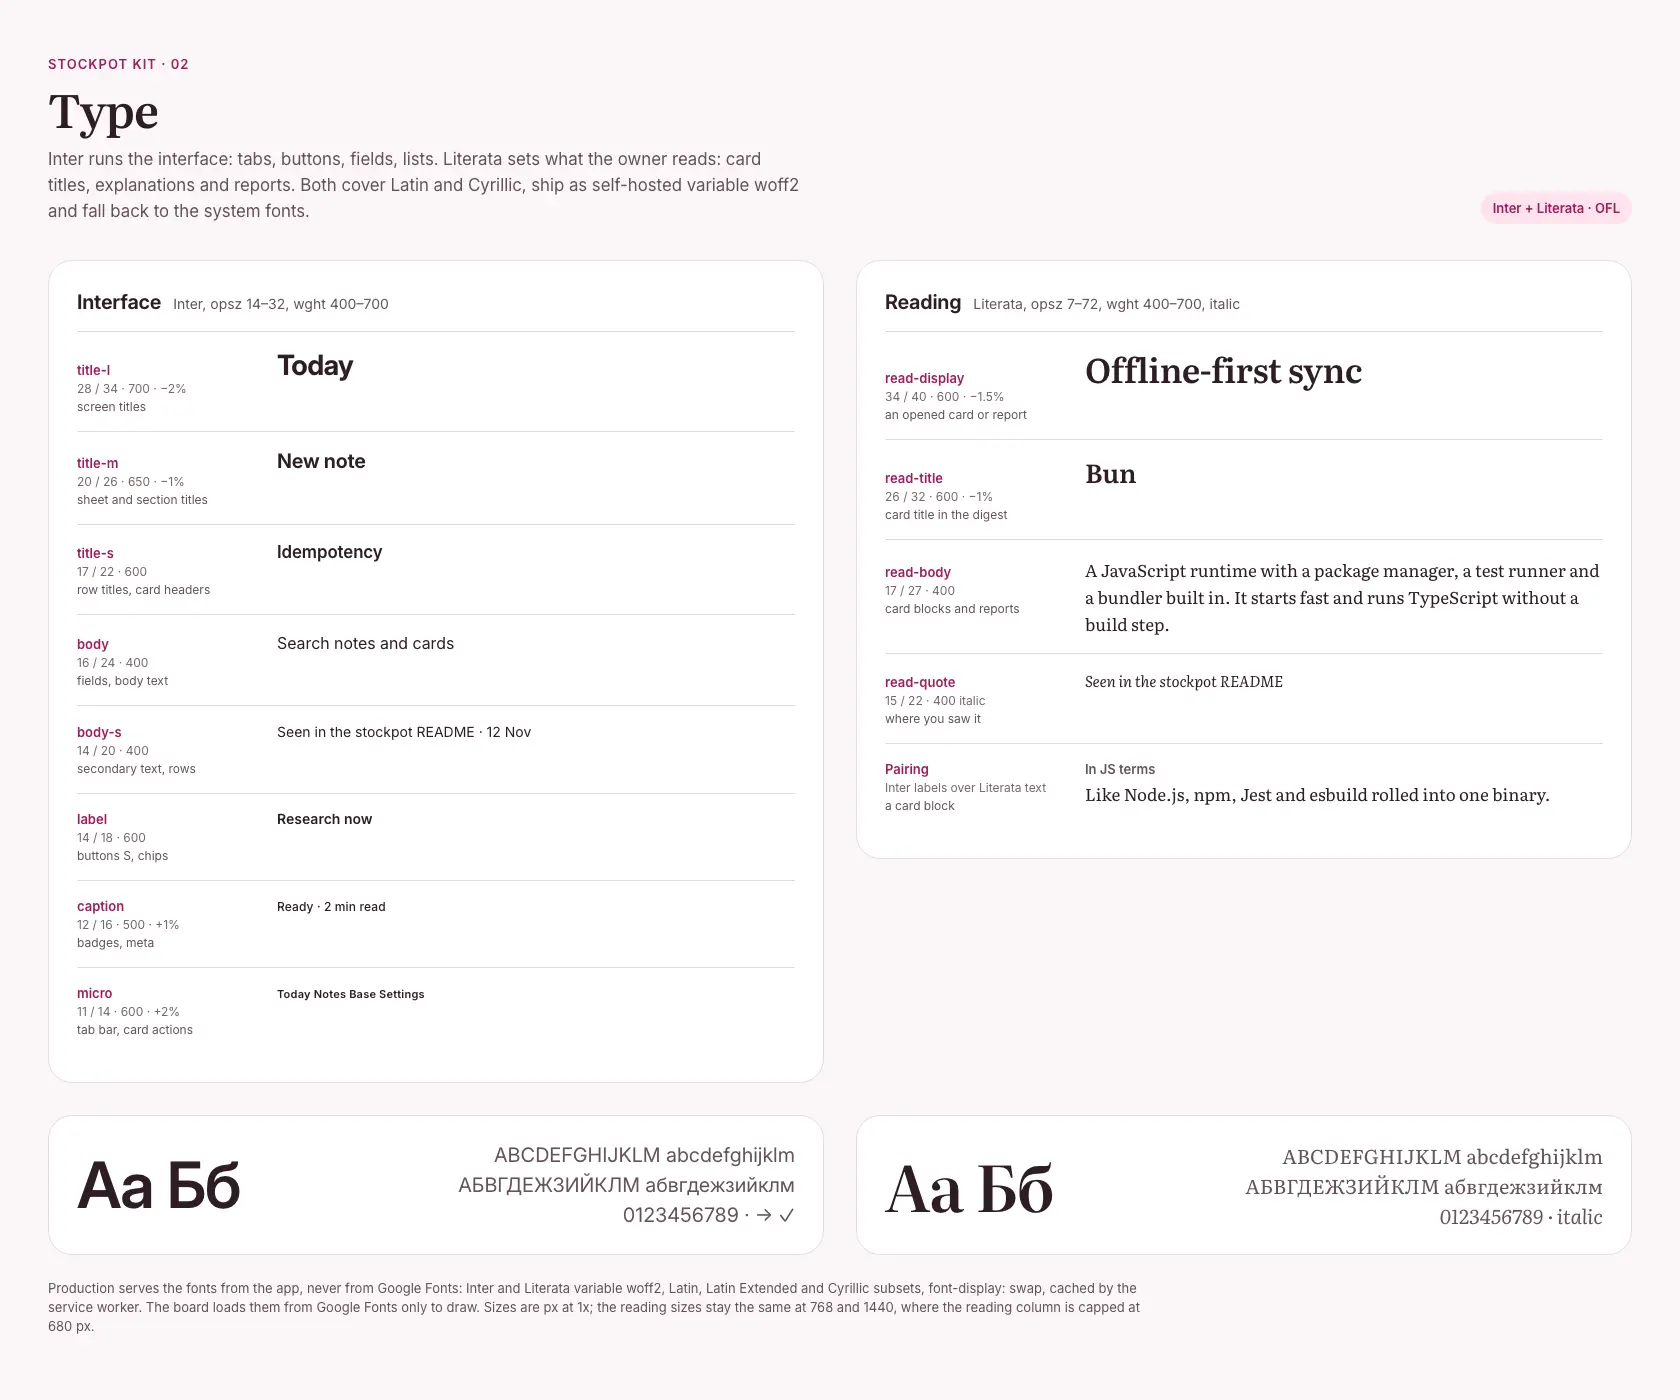 STOCKPOT KIT · 02
Type
Inter runs the interface: tabs, buttons, fields, lists. Literata sets what the owner reads: card
titles, explanations and reports. Both cover Latin and Cyrillic, ship as self-hosted variable woff2
and fall back to the system fonts.
Inter + Literata · OFL
Interface Inter, opsz 14–32, wght 400–700
title-l
28 / 34 · 700 · −2%
screen titles
Today
title-m
20 / 26 · 650 · −1%
sheet and section titles
New note
title-s
17 / 22 · 600
row titles, card headers
Idempotency
body
16 / 24 · 400
fields, body text
Search notes and cards
body-s
14 / 20 · 400
secondary text, rows
Seen in the stockpot README · 12 Nov
label
14 / 18 · 600
buttons S, chips
Research now
caption
12 / 16 · 500 · +1%
badges, meta
Ready · 2 min read
micro
11 / 14 · 600 · +2%
tab bar, card actions
Today Notes Base Settings
Reading Literata, opsz 7–72, wght 400–700, italic
read-display
34 / 40 · 600 · −1.5%
an opened card or report
Offline-first sync
read-title
26 / 32 · 600 · −1%
card title in the digest
Bun
read-body
17 / 27 · 400
card blocks and reports
A JavaScript runtime with a package manager, a test runner and
a bundler built in. It starts fast and runs TypeScript without a
build step.
read-quote
15 / 22 · 400 italic
where you saw it
Seen in the stockpot README
Pairing
Inter labels over Literata text
a card block
In JS terms
Like Node.js, npm, Jest and esbuild rolled into one binary.
Aa Бб
ABCDEFGHIJKLM abcdefghijklm
АБВГДЕЖЗИЙКЛМ абвгдежзийклм
0123456789 · → ✓
Aa Бб
ABCDEFGHIJKLM abcdefghijklm
АБВГДЕЖЗИЙКЛМ абвгдежзийклм
0123456789 · italic
Production serves the fonts from the app, never from Google Fonts: Inter and Literata variable woff2, Latin, Latin Extended and Cyrillic subsets, font-display: swap, cached by the
service worker. The board loads them from Google Fonts only to draw. Sizes are px at 1x; the reading sizes stay the same at 768 and 1440, where the reading column is capped at
680 px.